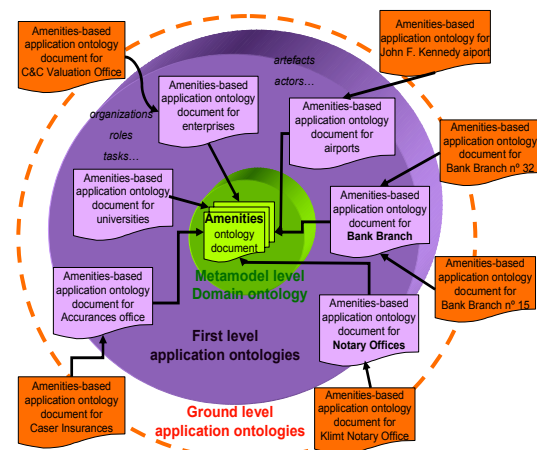 Amenities-based
application ontology
document for
C&C Valuation Office
artefacts
actors…
Amenities-based
application ontology for
John F. Kennedy aiport
Amenities-based
application ontology
document for
enterprises
organizations
roles
tasks…
Amenities-based
application ontology
document for
airports
Amenities-based
application ontology
document for
Bank Branch nº 32
Amenities-based
application ontology
document for
universities
Amenities
ontology
document
Amenities-based
application ontology
document for
Bank Branch
Metamodel level
Domain ontology
Amenities-based
application ontology
document for
Bank Branch nº 15
Amenities-based
application ontology
document for
Accurances office
First level
application ontologies
Amenities-based
application ontology
document for
Notary Offices
Amenities-based
application ontology
document for
Caser Insurances
Ground level
application ontologies
Amenities-based
application ontology
document for
Klimt Notary Office